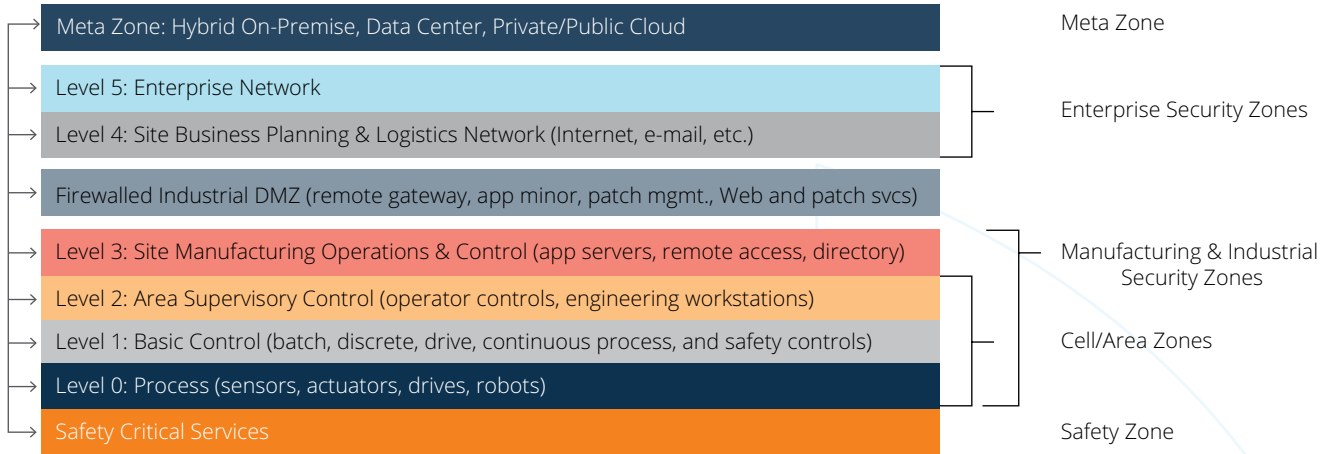 Meta Zone: Hybrid On-Premise, Data Center, Private/Public Cloud
Meta Zone
Level 5: Enterprise Network
Level 4: Site Business Planning & Logistics Network (Internet, e-mail, etc.)
Enterprise Security Zones
Firewalled Industrial DMZ (remote gateway, app minor, patch mgmt., Web and patch svcs)
Level 3: Site Manufacturing Operations & Control (app servers, remote access, directory)
Manufacturing & Industrial
Security Zones
Level 2: Area Supervisory Control (operator controls, engineering workstations)
Level 1: Basic Control (batch, discrete, drive, continuous process, and safety controls)
Cell/Area Zones
Level 0: Process (sensors, actuators, drives, robots)
Safety Critical Services
Safety Zone